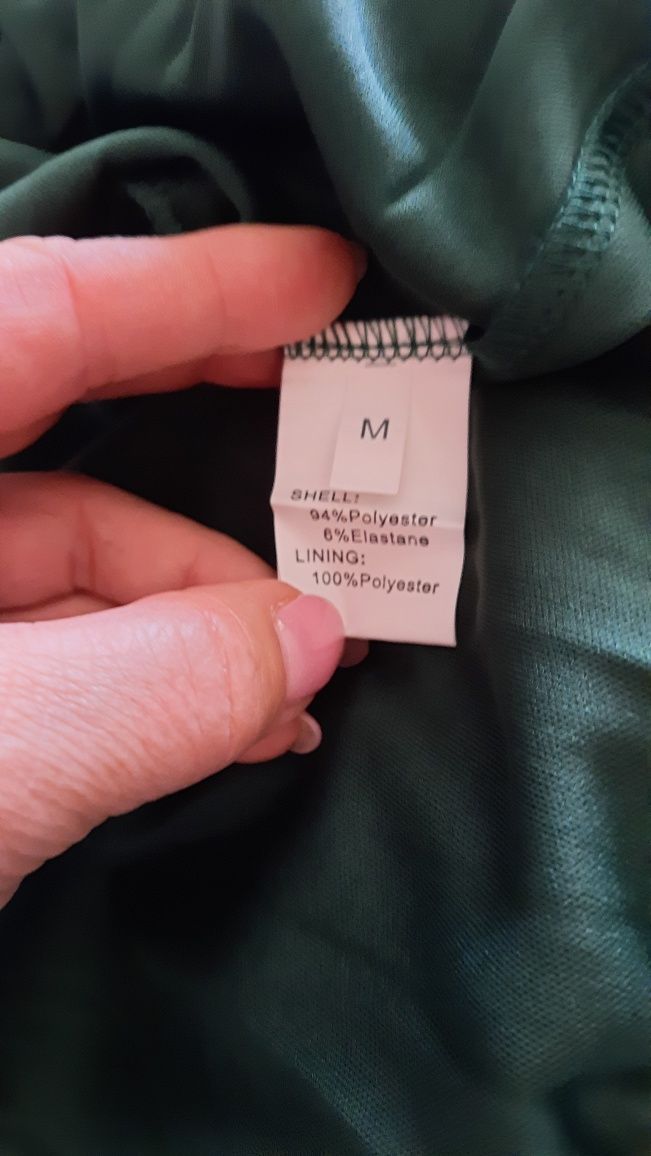 M
SHELL:
94%Polyester
6%Elastane
LINING:
100%Polyester